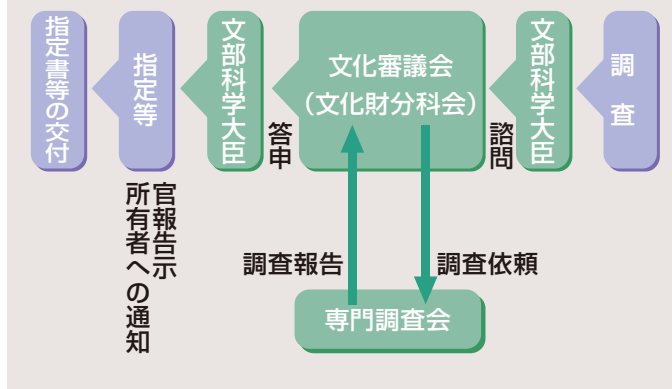 調査
文部科学大臣
諮問
文化審議会
（文化財分科会）
答申
文部科学大臣
指定等
官報告示
所有者への通知
指定書等の交付
調査依頼
調査報告
専門調査会